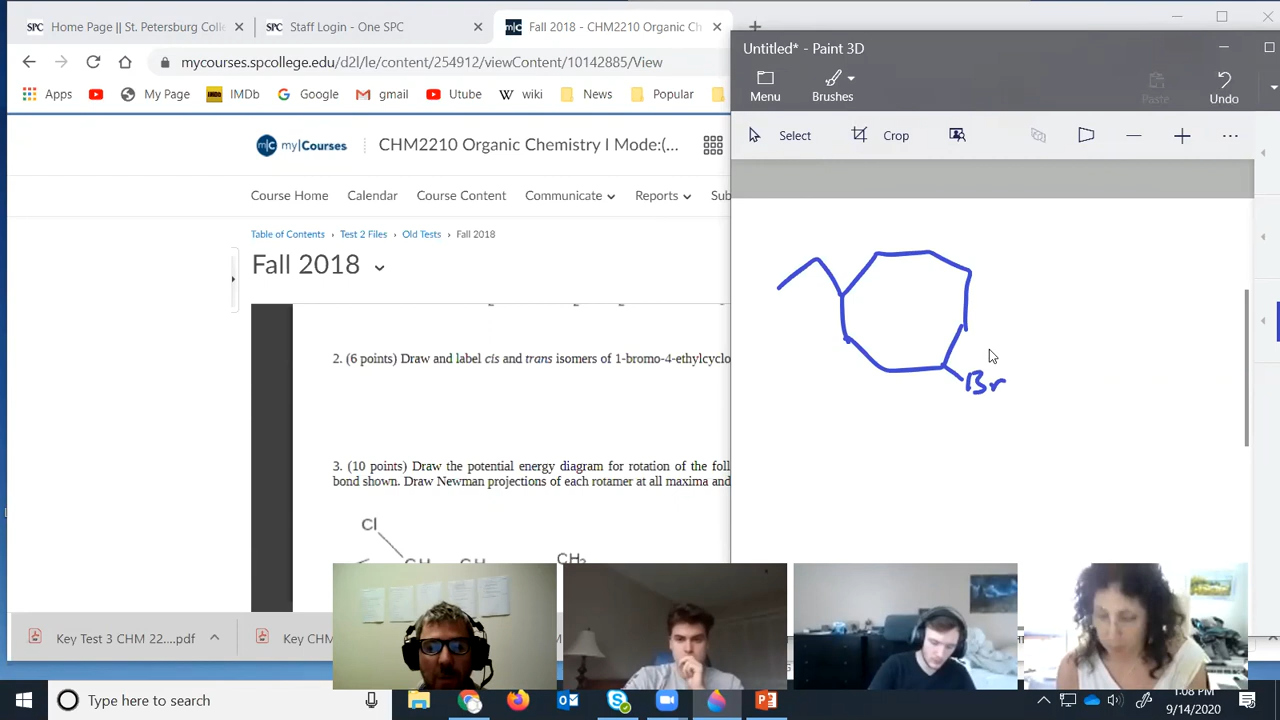 Home Page || St. Petersburg Colle
Staff Login - One SPC
Fall 2018 - CHM2210 Organic Ch
mycourses.spcollege.edu/d2l/le/content/254912/viewContent/10142885/View
Apps
My Page
IMDb
Google
gmail
Utube
wiki
News
Popular
Untitled* - Paint 3D
Menu
Brushes
Paste
Undo
Select
Crop
myCourses
CHM2210 Organic Chemistry I Mode:(...
Course Home
Calendar
Course Content
Communicate
Reports
Sub
Table of Contents › Test 2 Files › Old Tests › Fall 2018
Fall 2018
2. (6 points) Draw and label cis and trans isomers of 1-bromo-4-ethylcyclo
3. (10 points) Draw the potential energy diagram for rotation of the foll
bond shown. Draw Newman projections of each rotamer at all maxima and
Cl
CH3
Br
Key Test 3 CHM 22....pdf
Key CHM
Type here to search
1:08 PM
9/14/2020